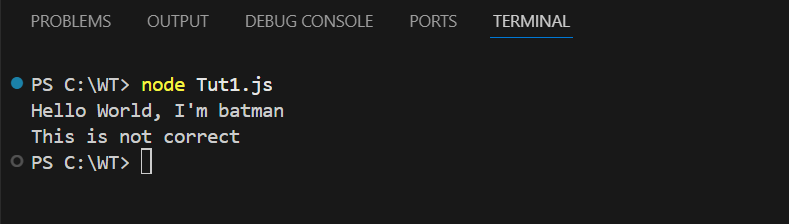 PROBLEMS OUTPUT DEBUG CONSOLE PORTS TERMINAL
PS C:\WT> node Tut1.js
Hello World, I'm batman
This is not correct
PS C:\WT>